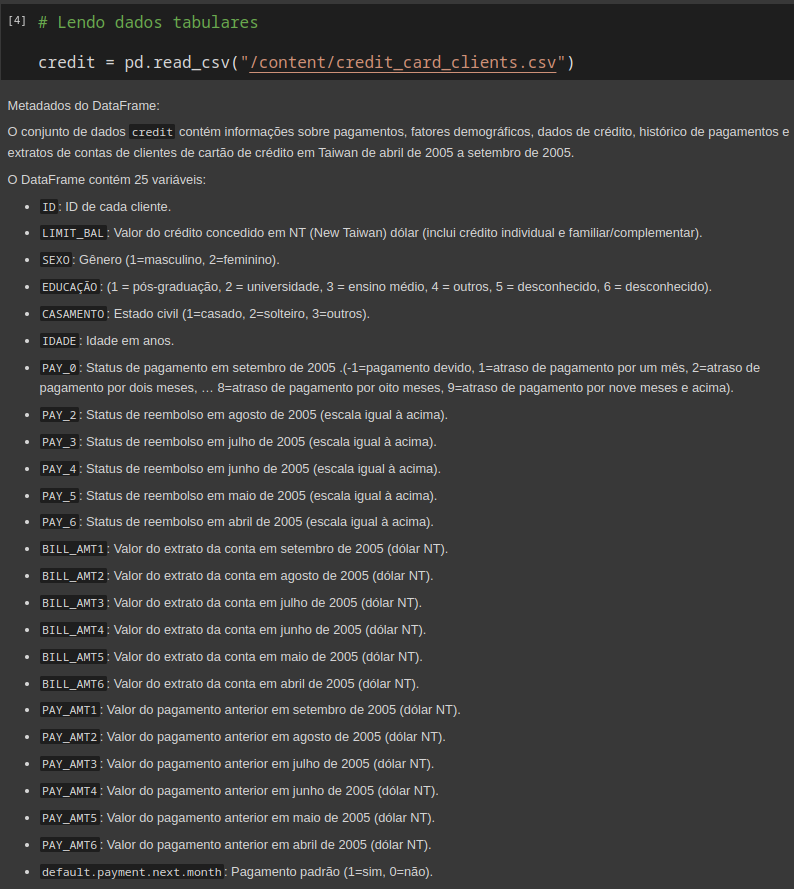 [4] # Lendo dados tabulares
credit = pd.read_csv("/content/credit_card_clients.csv")
Metadados do DataFrame:
O conjunto de dados credit contém informações sobre pagamentos, fatores demográficos, dados de crédito, histórico de pagamentos e
extratos de contas de clientes de cartão de crédito em Taiwan de abril de 2005 a setembro de 2005.
O DataFrame contém 25 variáveis:
• ID: ID de cada cliente.
• LIMIT_BAL: Valor do crédito concedido em NT (New Taiwan) dólar (inclui crédito individual e familiar/complementar).
• SEXO: Gênero (1=masculino, 2=feminino).
• EDUCAÇÃO: (1 = pós-graduação, 2 = universidade, 3 = ensino médio, 4 = outros, 5 = desconhecido, 6 = desconhecido).
• CASAMENTO: Estado civil (1=casado, 2=solteiro, 3=outros).
• IDADE: Idade em anos.
• PAY_0: Status de pagamento em setembro de 2005 .(-1=pagamento devido, 1=atraso de pagamento por um mês, 2=atraso de
pagamento por dois meses, … 8=atraso de pagamento por oito meses, 9=atraso de pagamento por nove meses e acima).
• PAY_2: Status de reembolso em agosto de 2005 (escala igual à acima).
• PAY_3: Status de reembolso em julho de 2005 (escala igual à acima).
• PAY_4: Status de reembolso em junho de 2005 (escala igual à acima).
• PAY_5: Status de reembolso em maio de 2005 (escala igual à acima).
• PAY_6: Status de reembolso em abril de 2005 (escala igual à acima).
• BILL_AMT1: Valor do extrato da conta em setembro de 2005 (dólar NT).
• BILL_AMT2: Valor do extrato da conta em agosto de 2005 (dólar NT).
• BILL_AMT3: Valor do extrato da conta em julho de 2005 (dólar NT).
• BILL_AMT4: Valor do extrato da conta em junho de 2005 (dólar NT).
• BILL_AMT5: Valor do extrato da conta em maio de 2005 (dólar NT).
• BILL_AMT6: Valor do extrato da conta em abril de 2005 (dólar NT).
• PAY_AMT1: Valor do pagamento anterior em setembro de 2005 (dólar NT).
• PAY_AMT2: Valor do pagamento anterior em agosto de 2005 (dólar NT).
• PAY_AMT3: Valor do pagamento anterior em julho de 2005 (dólar NT).
• PAY_AMT4: Valor do pagamento anterior em junho de 2005 (dólar NT).
• PAY_AMT5: Valor do pagamento anterior em maio de 2005 (dólar NT).
• PAY_AMT6: Valor do pagamento anterior em abril de 2005 (dólar NT).
• default.payment.next.month: Pagamento padrão (1=sim, 0=não).